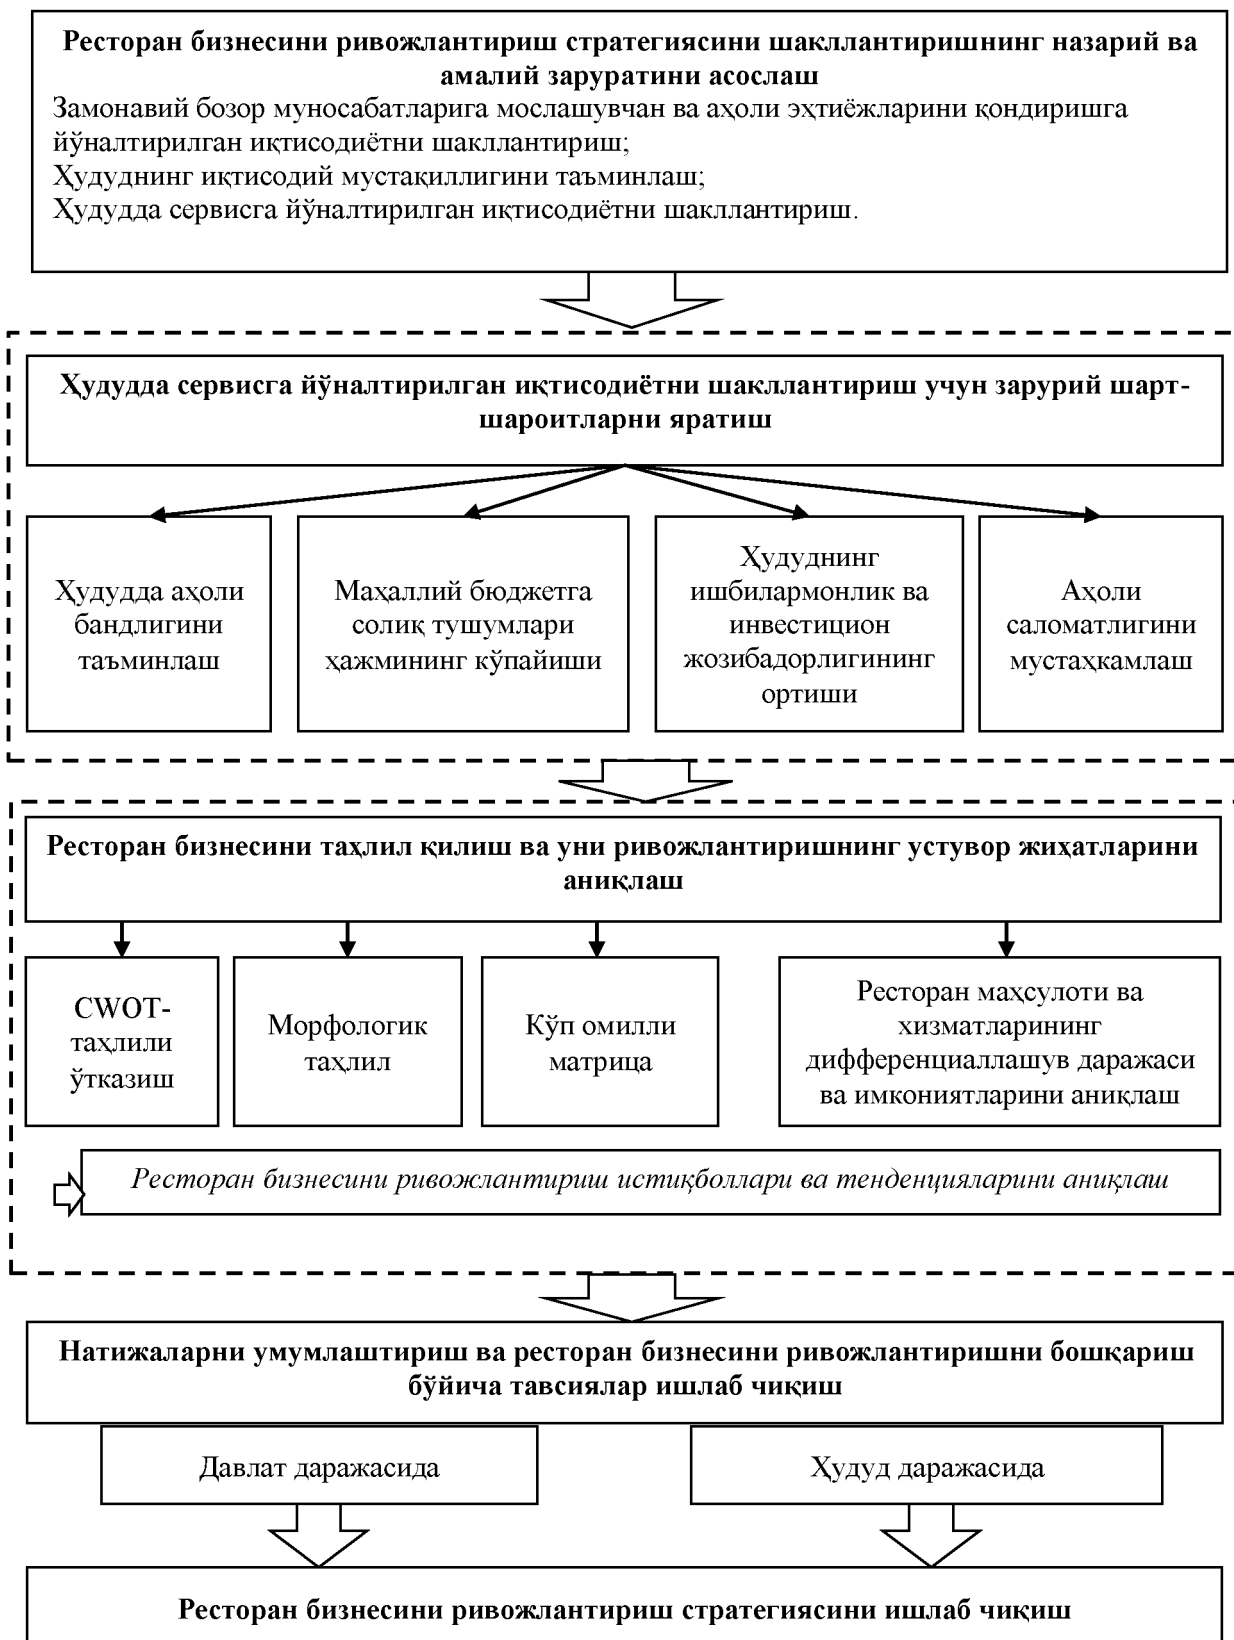 Ресторан бизнесини ривожлантириш стратегиясини шакллантиришнинг назарий ва
амалий заруратини асослаш
Замонавий бозор муносабатларига мослашувчан ва аҳоли эҳтиёжларини қондиришга
йўналтирилган иқтисодиётни шакллантириш;
Ҳудуднинг иқтисодий мустақиллигини таъминлаш;
Ҳудудда сервисга йўналтирилган иқтисодиётни шакллантириш.
Ҳудудда сервисга йўналтирилган иқтисодиётни шакллантириш учун зарурий шарт-
шароитларни яратиш
Ҳудудда аҳоли
бандлигини
таъминлаш
Маҳаллий бюджетга
солиқ тушумлари
ҳажмининг кўпайиши
Ҳудуднинг
ишбилармонлик ва
инвестицион
жозибадорлигининг
ортиши
Аҳоли
саломатлигини
мустаҳкамлаш
Ресторан бизнесини таҳлил қилиш ва уни ривожлантиришнинг устувор жиҳатларини
аниқлаш
CWOT-
таҳлили
ўтказиш
Морфологик
таҳлил
Кўп омилли
матрица
Ресторан маҳсулоти ва
хизматларининг
дифференциаллашув даражаси
ва имкониятларини аниқлаш
Ресторан бизнесини ривожлантириш истиқболлари ва тенденцияларини аниқлаш
Натижаларни умумлаштириш ва ресторан бизнесини ривожлантиришни бошқариш
бўйича тавсиялар ишлаб чиқиш
Давлат даражасида
Ҳудуд даражасида
Ресторан бизнесини ривожлантириш стратегиясини ишлаб чиқиш